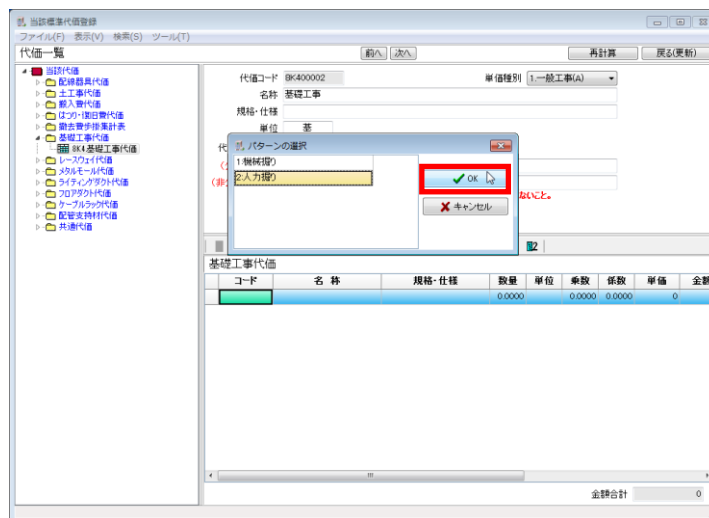 当該標準代価登録
ファイル(F) 表示(V) 検索(S) ツール(T)
代価一覧
前へ 次へ 再計算 戻る(更新)
当該代価
配線器具代価
土工事代価
搬入費代価
はつり・復旧費代価
撤去費歩掛集計表
基礎工事代価
8K4基礎工事代価
レースウェイ代価
メタルモール代価
ライティングダクト代価
フロアダクト代価
ケーブルラック代価
配管支持材代価
共通代価
代価コード 8K400002 単価種別 1.一般工事(A)
名称 基礎工事
規格・仕様
単位 基
パターンの選択
1:機械掘り
2:人力掘り
OK
キャンセル
ないこと。
基礎工事代価
コード 名 称 規格・仕様 数量 単位 乗数 係数 単価 金額
0.0000 0.0000 0.0000 0
金額合計 0